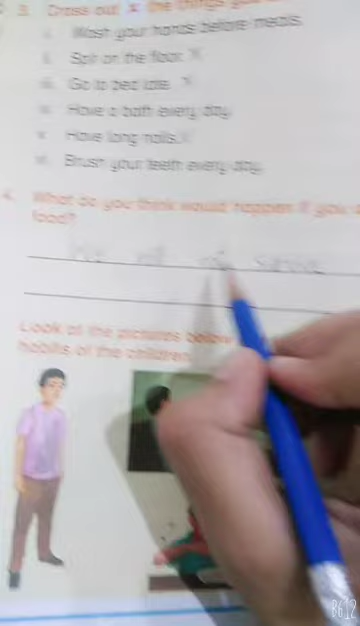 3. Cross out x the things you
i. Wash your hands before meals.
ii. Spit on the floor. X
iii. Go to bed late. X
iv. Have a bath every day.
v. Have long nails.
vi. Brush your teeth every day.
4. What do you think would happen if you
food?
Look at the pictures below
habits of the children
B612